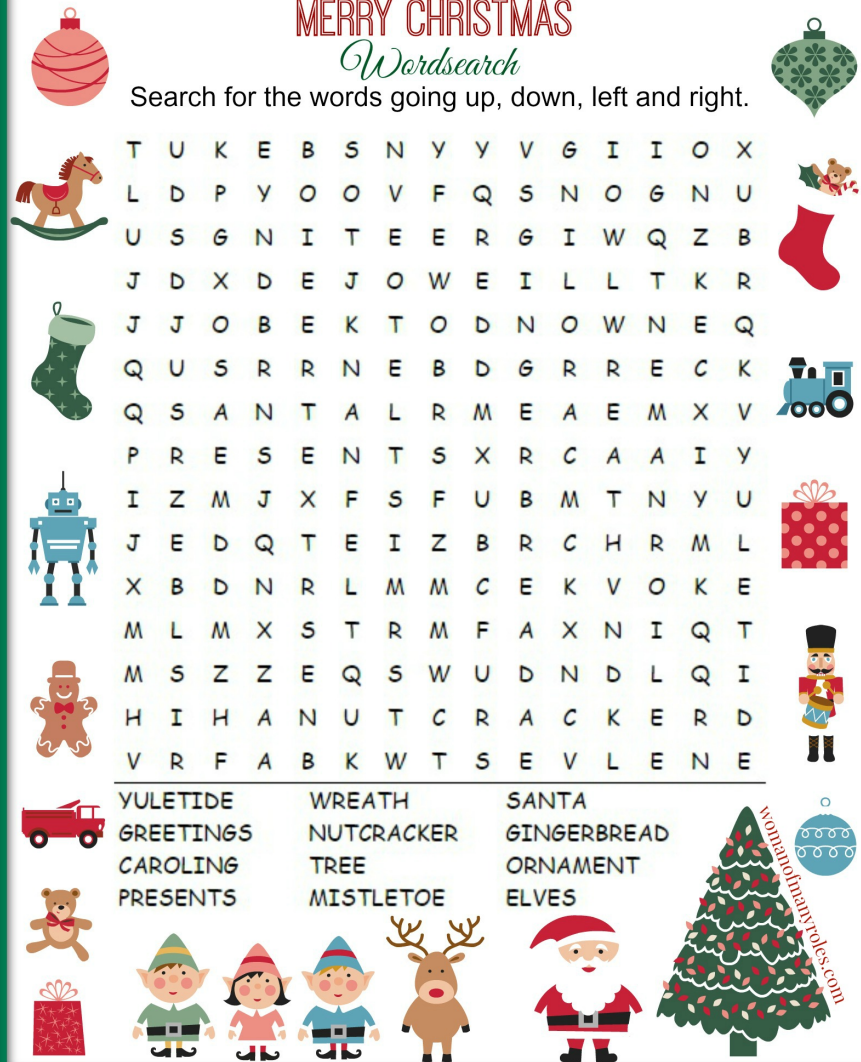 MERRY CHRISTMAS
Wordsearch
Search for the words going up, down, left and right.
T U K E B S N Y Y V G I I O X
L D P Y O O V F Q S N O G N U
U S G N I T E E R G I W Q Z B
J D X D E J O W E I L L T K R
J J O B E K T O D N O W N E Q
Q U S R R N E B D G R R E C K
Q S A N T A L R M E A E M X V
P R E S E N T S X R C A A I Y
I Z M J X F S F U B M T N Y U
J E D Q T E I Z B R C H R M L
X B D N R L M M C E K V O K E
M L M X S T R M F A X N I Q T
M S Z Z E Q S W U D N D L Q I
H I H A N U T C R A C K E R D
V R F A B K W T S E V L E N E
YULETIDE WREATH SANTA
GREETINGS NUTCRACKER GINGERBREAD
CAROLING TREE ORNAMENT
PRESENTS MISTLETOE ELVES
womanofmanyroles.com